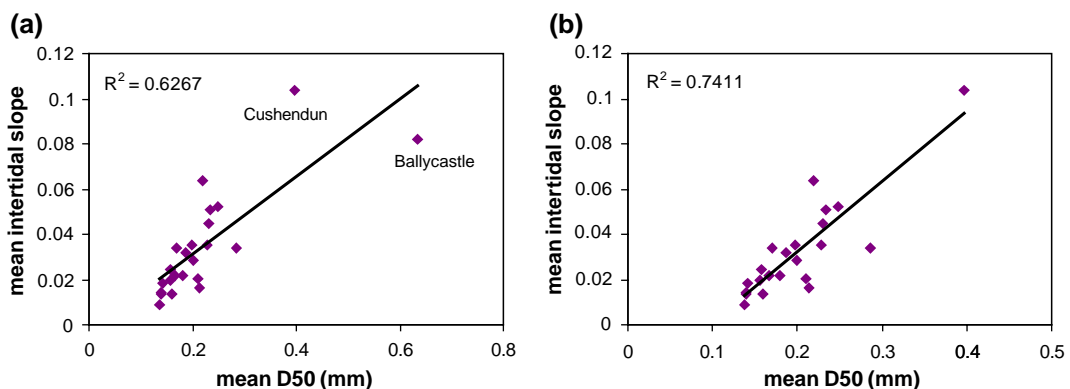 (a)
0.12
0.1
0.08
0.06
0.04
0.02
0
mean intertidal slope
R² = 0.6267
Cushendun
Ballycastle
0 0.2 0.4 0.6 0.8
mean D50 (mm)
(b)
0.12
0.1
0.08
0.06
0.04
0.02
0
mean intertidal slope
R² = 0.7411
0 0.1 0.2 0.3 0.4 0.5
mean D50 (mm)